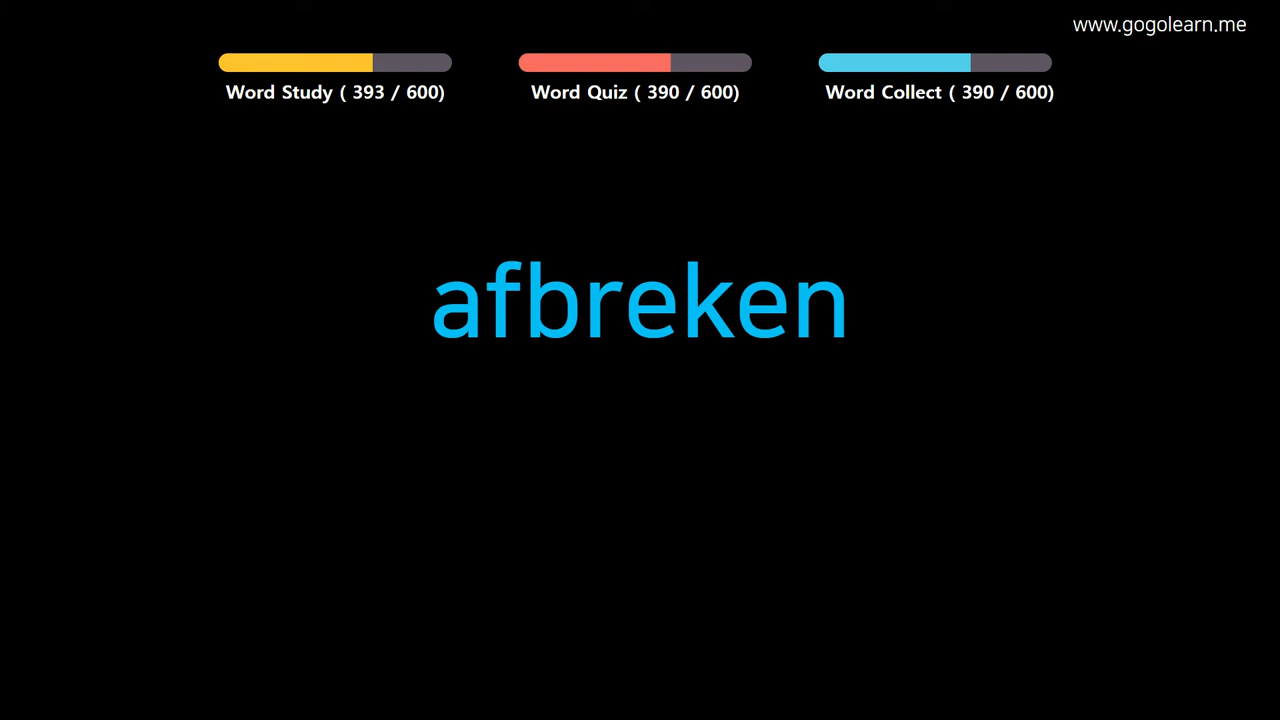 www.gogolearn.me
Word Study ( 393 / 600)
Word Quiz ( 390 / 600)
Word Collect ( 390 / 600)
afbreken